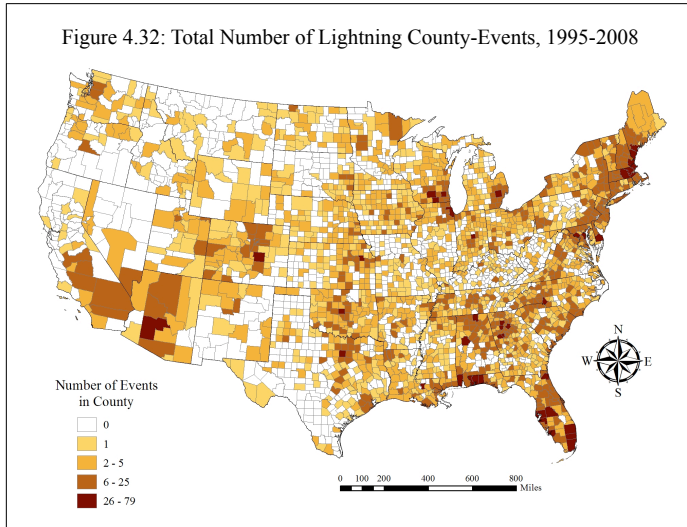 Figure 4.32: Total Number of Lightning County-Events, 1995-2008
N
W E
S
Number of Events
in County
0
1
2 - 5
6 - 25
26 - 79
0 100 200 400 600 800
Miles